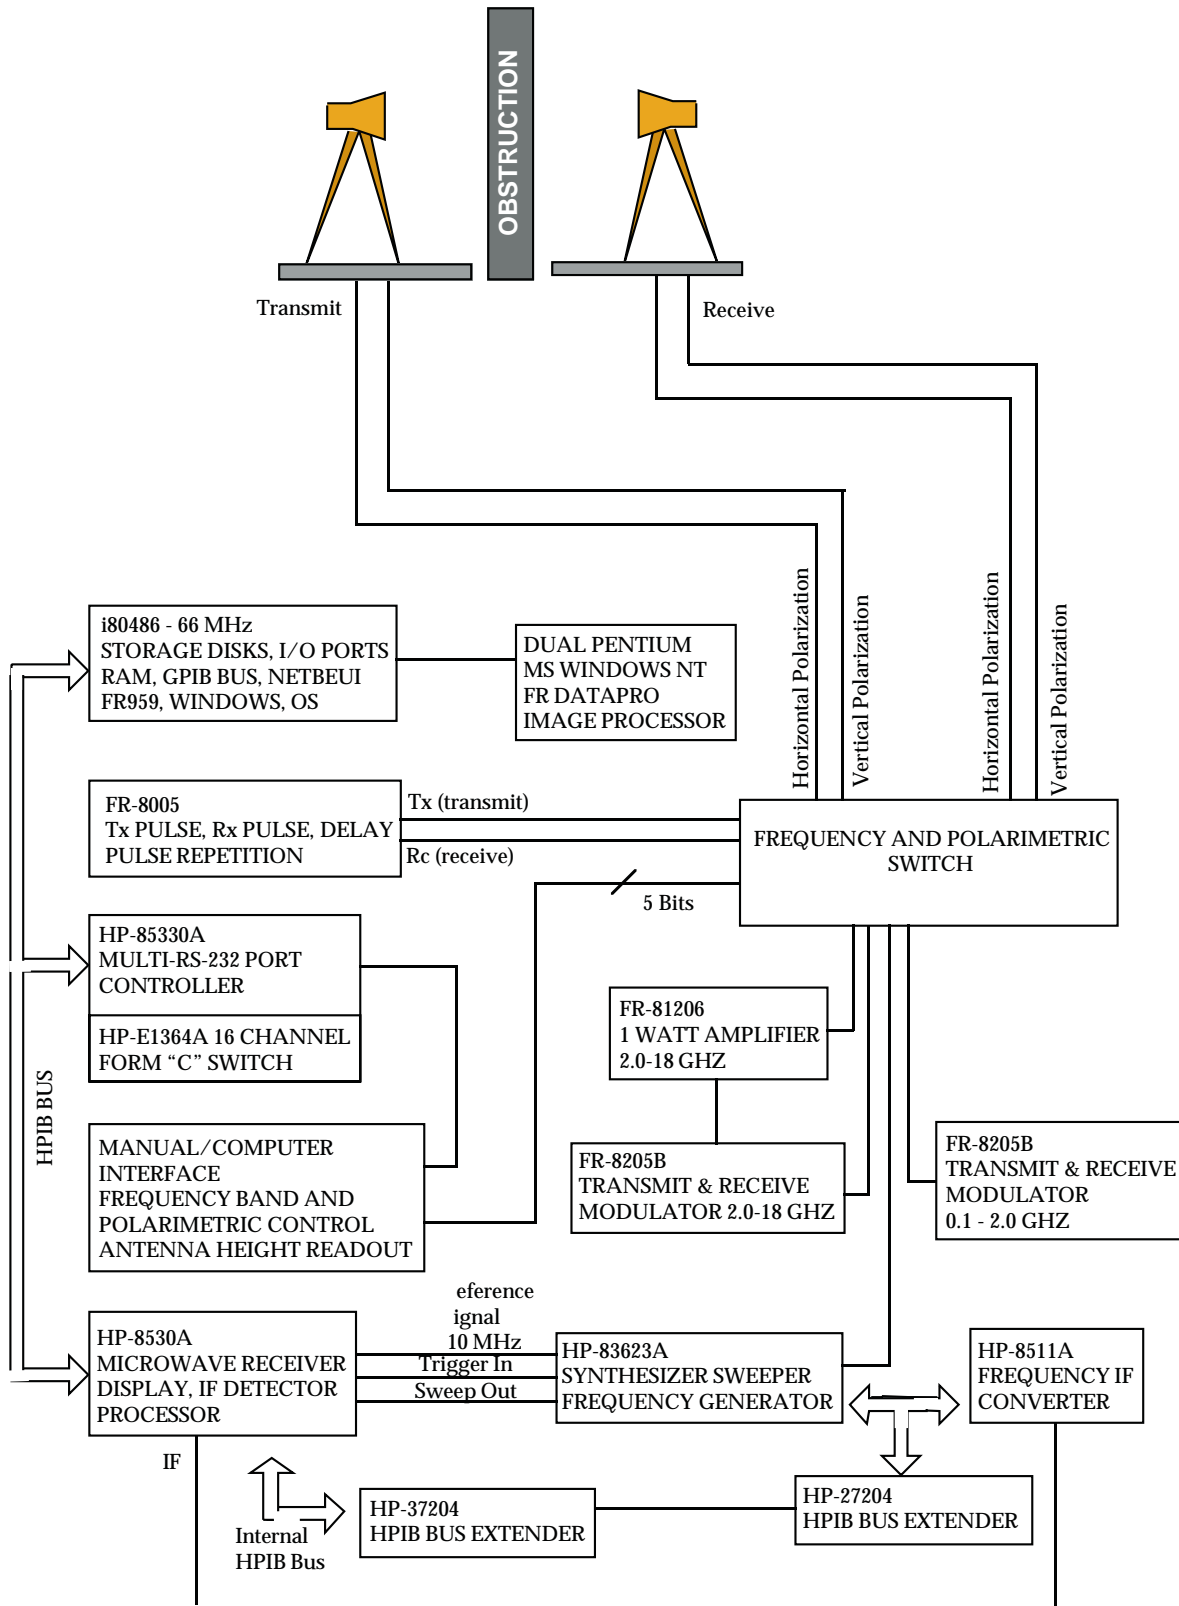 OBSTRUCTION
Transmit
Receive
Horizontal Polarization
Vertical Polarization
Horizontal Polarization
Vertical Polarization
i80486 - 66 MHz
STORAGE DISKS, I/O PORTS
RAM, GPIB BUS, NETBEUI
FR959, WINDOWS, OS
DUAL PENTIUM
MS WINDOWS NT
FR DATAPRO
IMAGE PROCESSOR
FR-8005
Tx PULSE, Rx PULSE, DELAY
PULSE REPETITION
Tx (transmit)
Rc (receive)
FREQUENCY AND POLARIMETRIC
SWITCH
5 Bits
HP-85330A
MULTI-RS-232 PORT
CONTROLLER
HP-E1364A 16 CHANNEL
FORM “C” SWITCH
FR-81206
1 WATT AMPLIFIER
2.0-18 GHZ
HPIB BUS
MANUAL/COMPUTER
INTERFACE
FREQUENCY BAND AND
POLARIMETRIC CONTROL
ANTENNA HEIGHT READOUT
FR-8205B
TRANSMIT & RECEIVE
MODULATOR 2.0-18 GHZ
FR-8205B
TRANSMIT & RECEIVE
MODULATOR
0.1 - 2.0 GHZ
eference
ignal
10 MHz
Trigger In
Sweep Out
HP-8530A
MICROWAVE RECEIVER
DISPLAY, IF DETECTOR
PROCESSOR
HP-83623A
SYNTHESIZER SWEEPER
FREQUENCY GENERATOR
HP-8511A
FREQUENCY IF
CONVERTER
IF
Internal
HPIB Bus
HP-37204
HPIB BUS EXTENDER
HP-27204
HPIB BUS EXTENDER